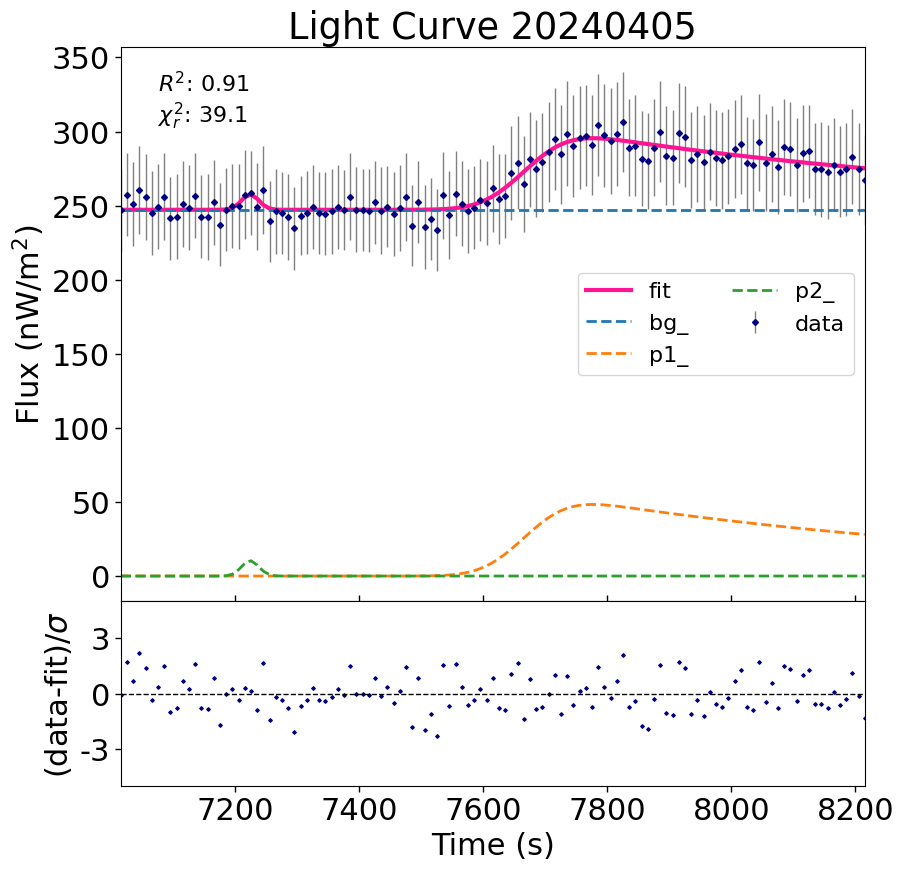 Light Curve 20240405
R²: 0.91
χ²ᵣ: 39.1
Flux (nW/m²)
350
300
250
200
150
100
50
0
fit
bg_
p1_
p2_
data
(data-fit)/σ
3
0
-3
7200 7400 7600 7800 8000 8200
Time (s)